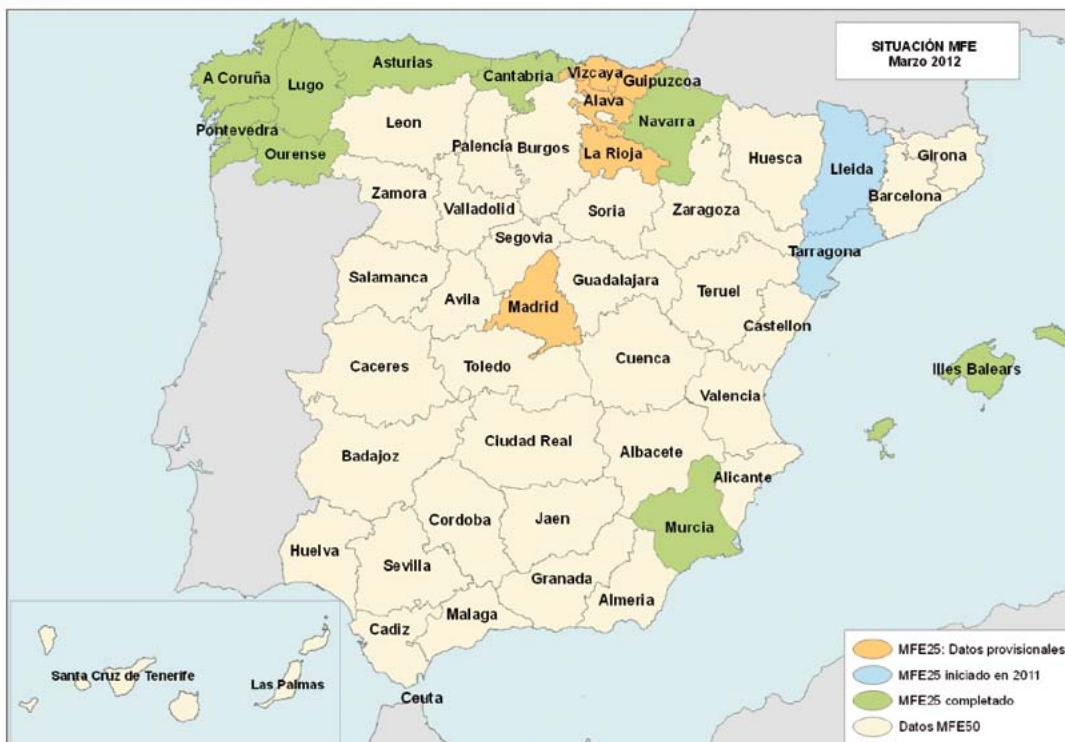 SITUACIÓN MFE
Marzo 2012
A Coruña
Lugo
Asturias
Cantabria
Vizcaya
Guipuzcoa
Alava
Navarra
Pontevedra
Ourense
Leon
Palencia
Burgos
La Rioja
Huesca
Lleida
Girona
Barcelona
Zamora
Valladolid
Soria
Zaragoza
Tarragona
Segovia
Salamanca
Avila
Madrid
Guadalajara
Teruel
Castellon
Caceres
Toledo
Cuenca
Valencia
Illes Balears
Badajoz
Ciudad Real
Albacete
Alicante
Murcia
Cordoba
Jaen
Huelva
Sevilla
Granada
Almeria
Malaga
Cadiz
Ceuta
Santa Cruz de Tenerife
Las Palmas
MFE25: Datos provisionales
MFE25 iniciado en 2011
MFE25 completado
Datos MFE50